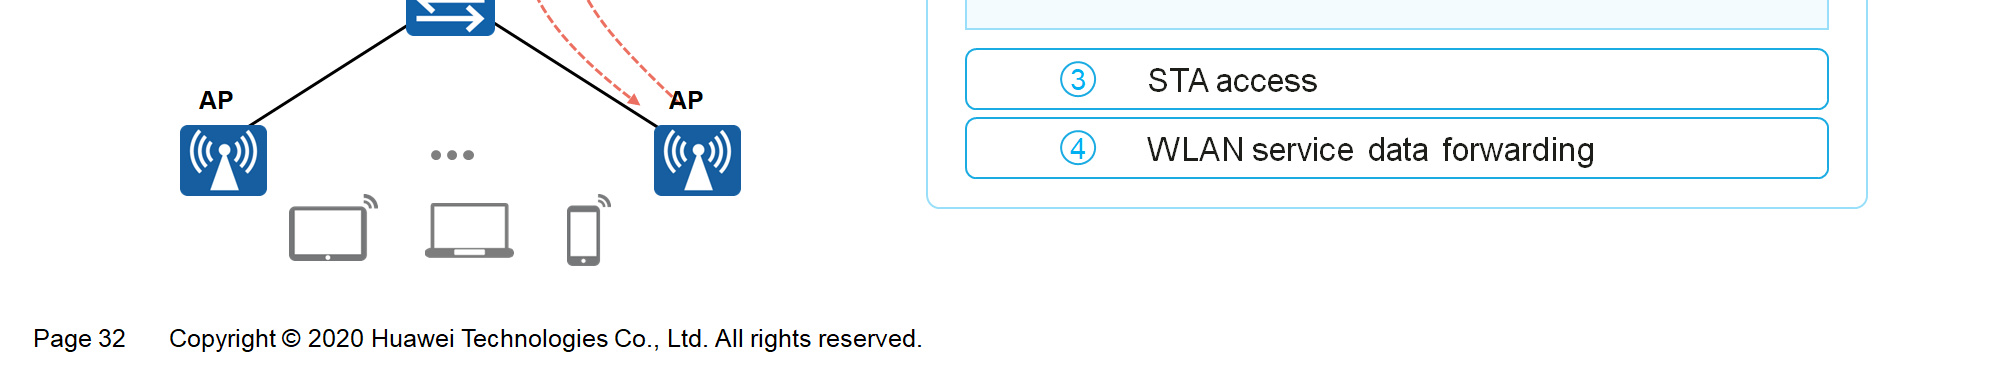 AP
AP
③ STA access
④ WLAN service data forwarding
Page 32 Copyright © 2020 Huawei Technologies Co., Ltd. All rights reserved.